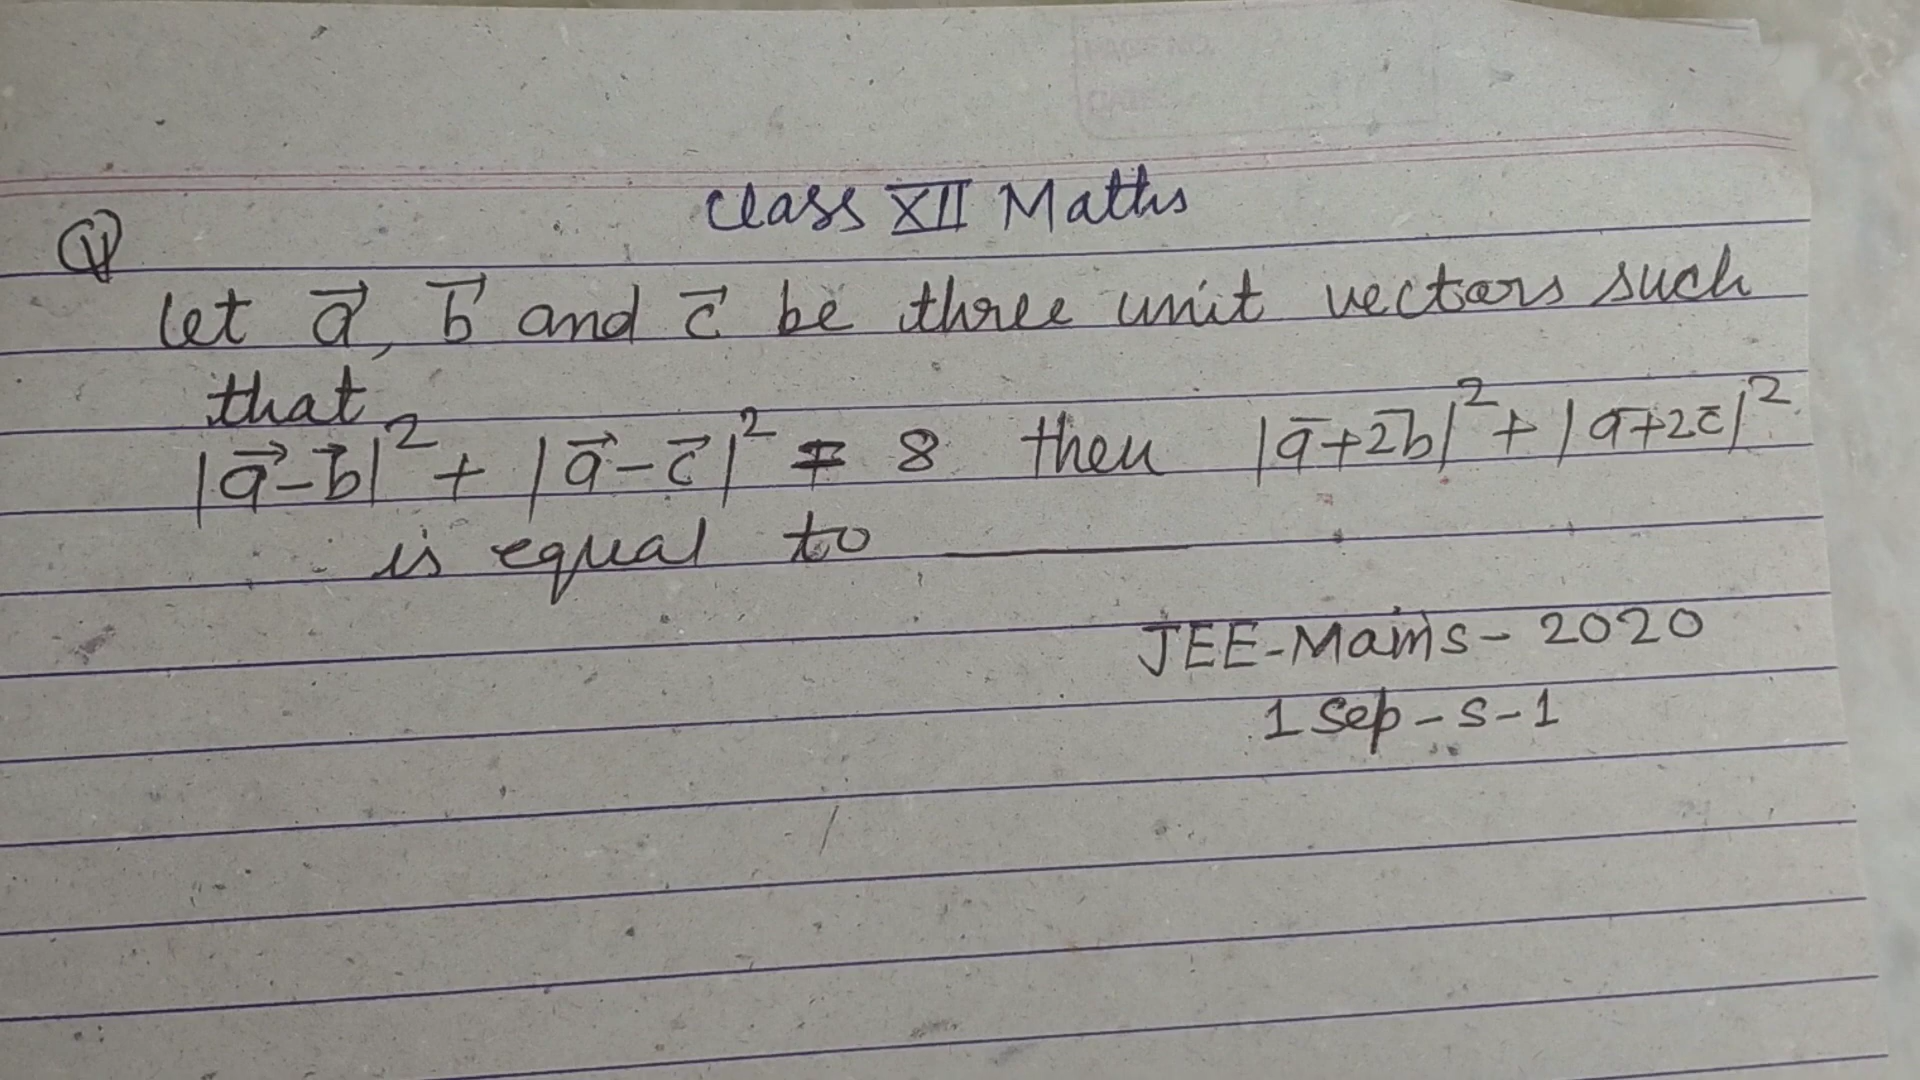 Class XII Maths
Q
Let a⃗, b⃗ and c⃗ be three unit vectors such
that
|a⃗-b⃗|² + |a⃗-c⃗|² = 8 then |a̅+2b̅|² + |a̅+2c̅|²
is equal to ______
JEE-Mains-2020
1 Sep-S-1